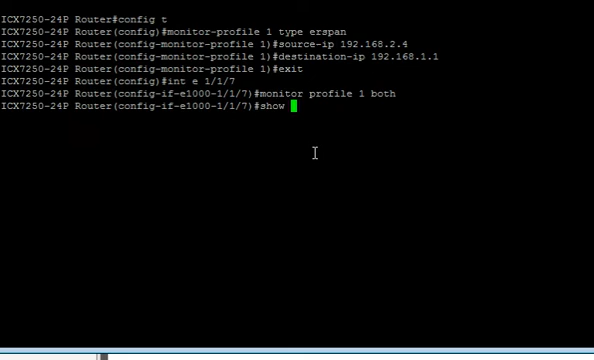 ICX7250-24P Router#config t
ICX7250-24P Router(config)#monitor-profile 1 type erspan
ICX7250-24P Router(config-monitor-profile 1)#source-ip 192.168.2.4
ICX7250-24P Router(config-monitor-profile 1)#destination-ip 192.168.1.1
ICX7250-24P Router(config-monitor-profile 1)#exit
ICX7250-24P Router(config)#int e 1/1/7
ICX7250-24P Router(config-if-e1000-1/1/7)#monitor profile 1 both
ICX7250-24P Router(config-if-e1000-1/1/7)#show